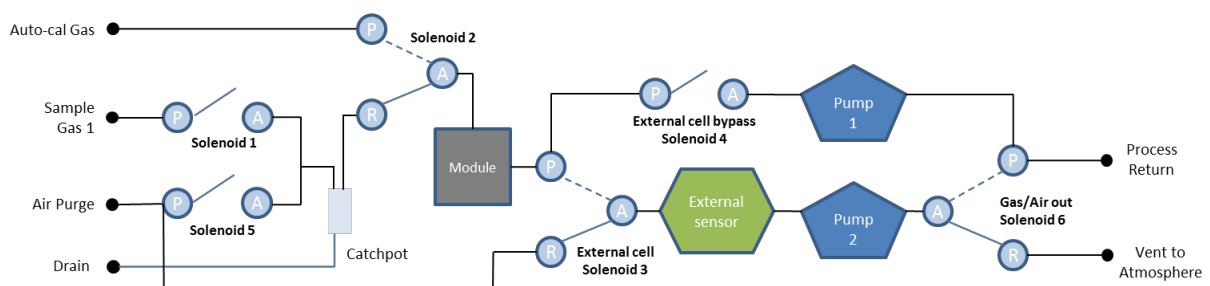 Auto-cal Gas
P
Solenoid 2
A
Sample
Gas 1
P
A
R
Solenoid 1
Air Purge
P
A
Solenoid 5
Catchpot
Drain
Module
P
A
External cell bypass
Solenoid 4
Pump
1
P
A
R
External cell
Solenoid 3
External
sensor
Pump
2
A
P
R
Gas/Air out
Solenoid 6
Process
Return
Vent to
Atmosphere